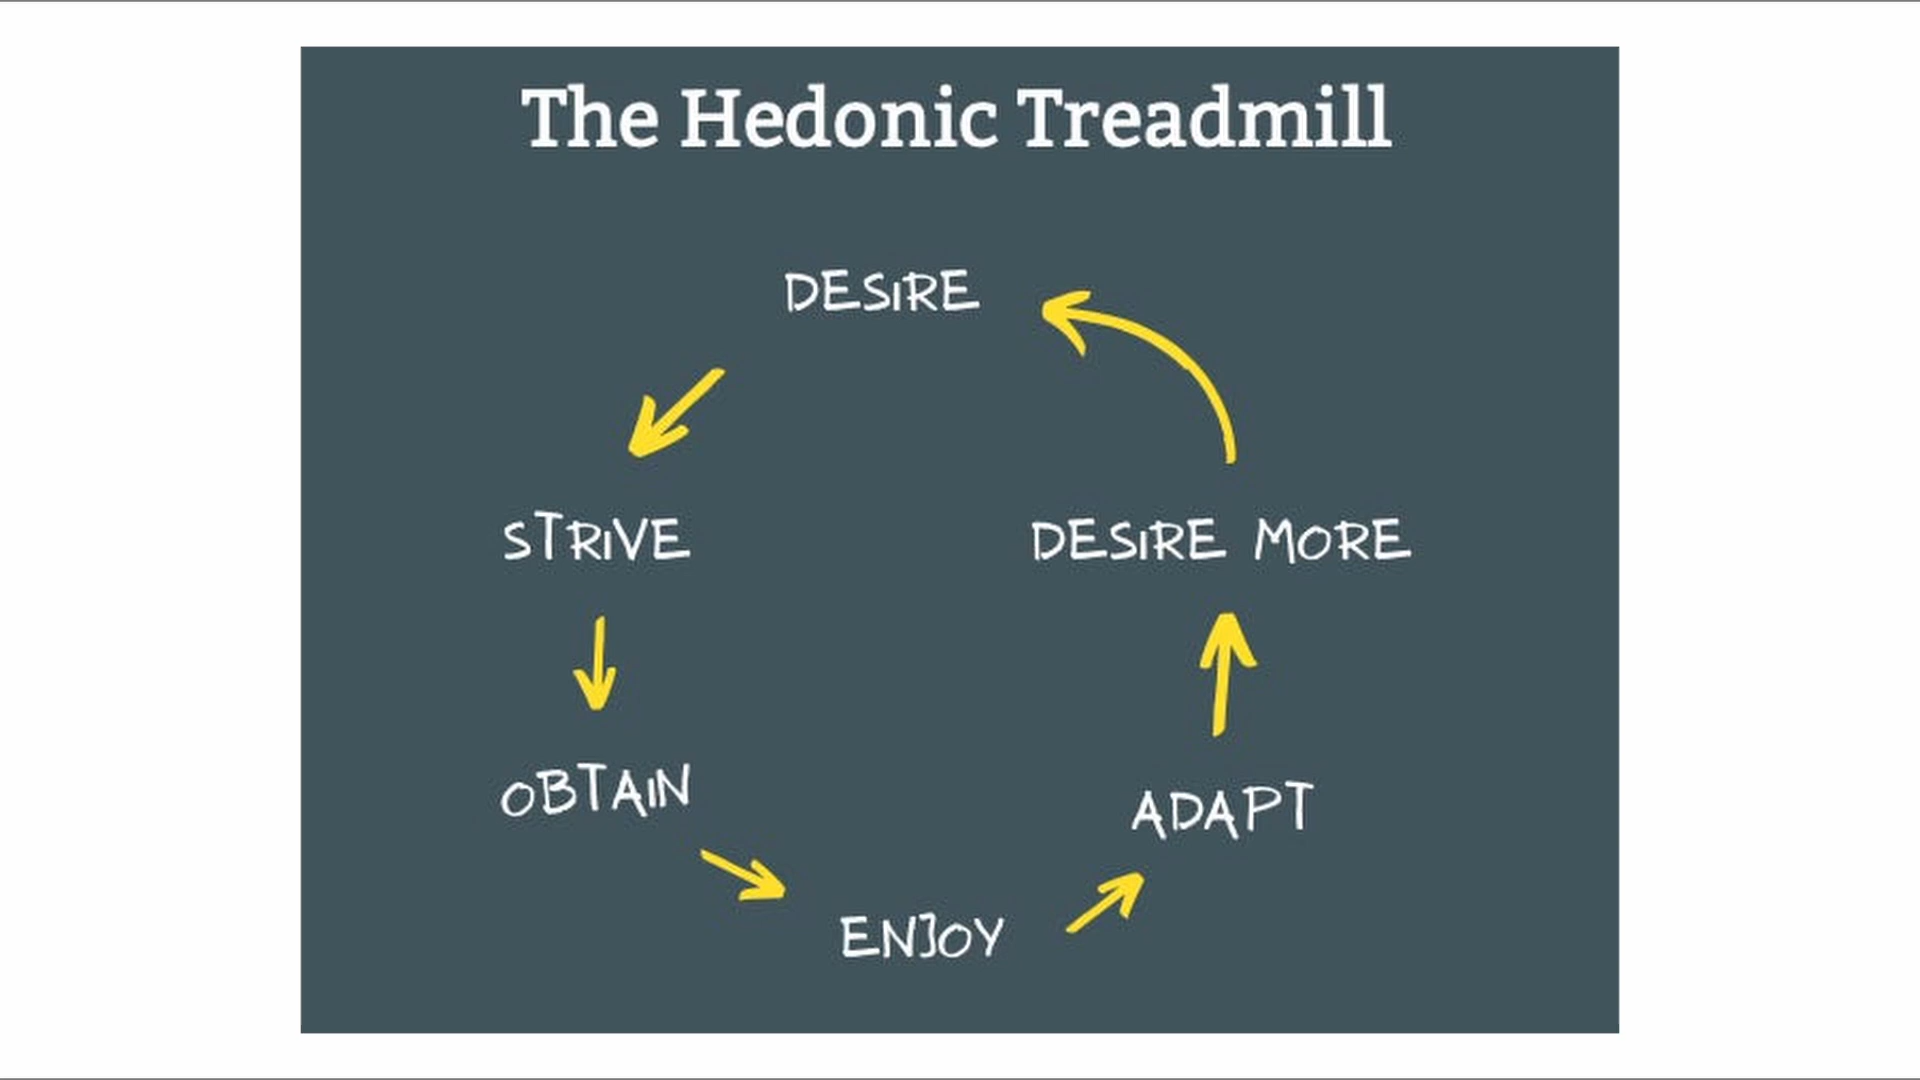 The Hedonic Treadmill
DESIRE
STRIVE
DESIRE MORE
OBTAIN
ADAPT
ENJOY